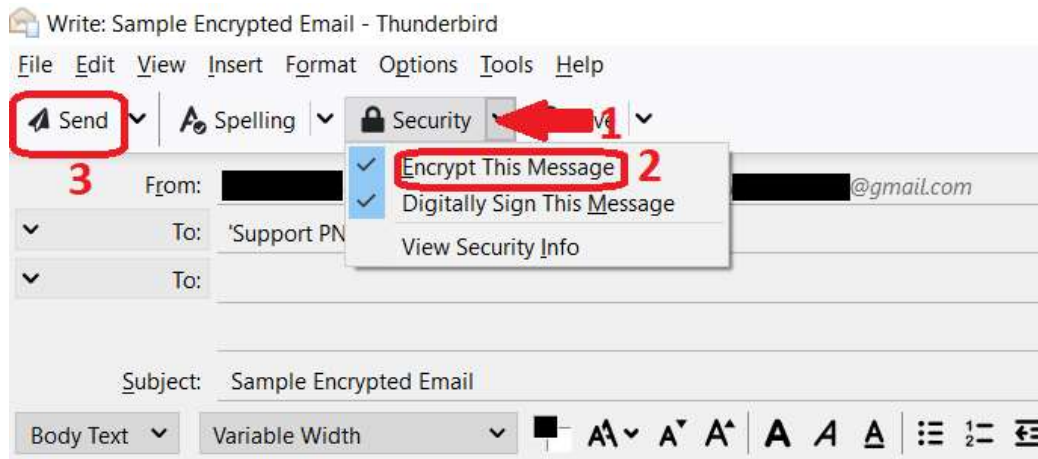 Write: Sample Encrypted Email - Thunderbird
File Edit View Insert Format Options Tools Help
Send Spelling Security 1
Encrypt This Message 2
3 From: @gmail.com
Digitally Sign This Message
To: 'Support PN
View Security Info
To:
Subject: Sample Encrypted Email
Body Text Variable Width